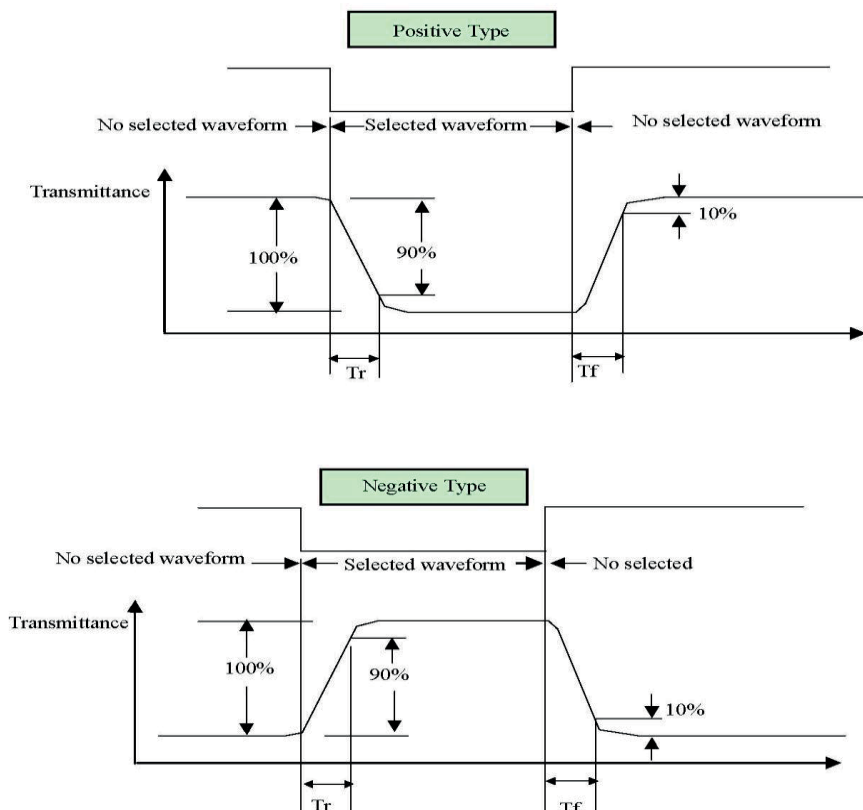 Positive Type
No selected waveform
Selected waveform
No selected waveform
Transmittance
10%
90%
100%
Tr
Tf
Negative Type
No selected waveform
Selected waveform
No selected
Transmittance
100%
90%
10%
Tr
Tf